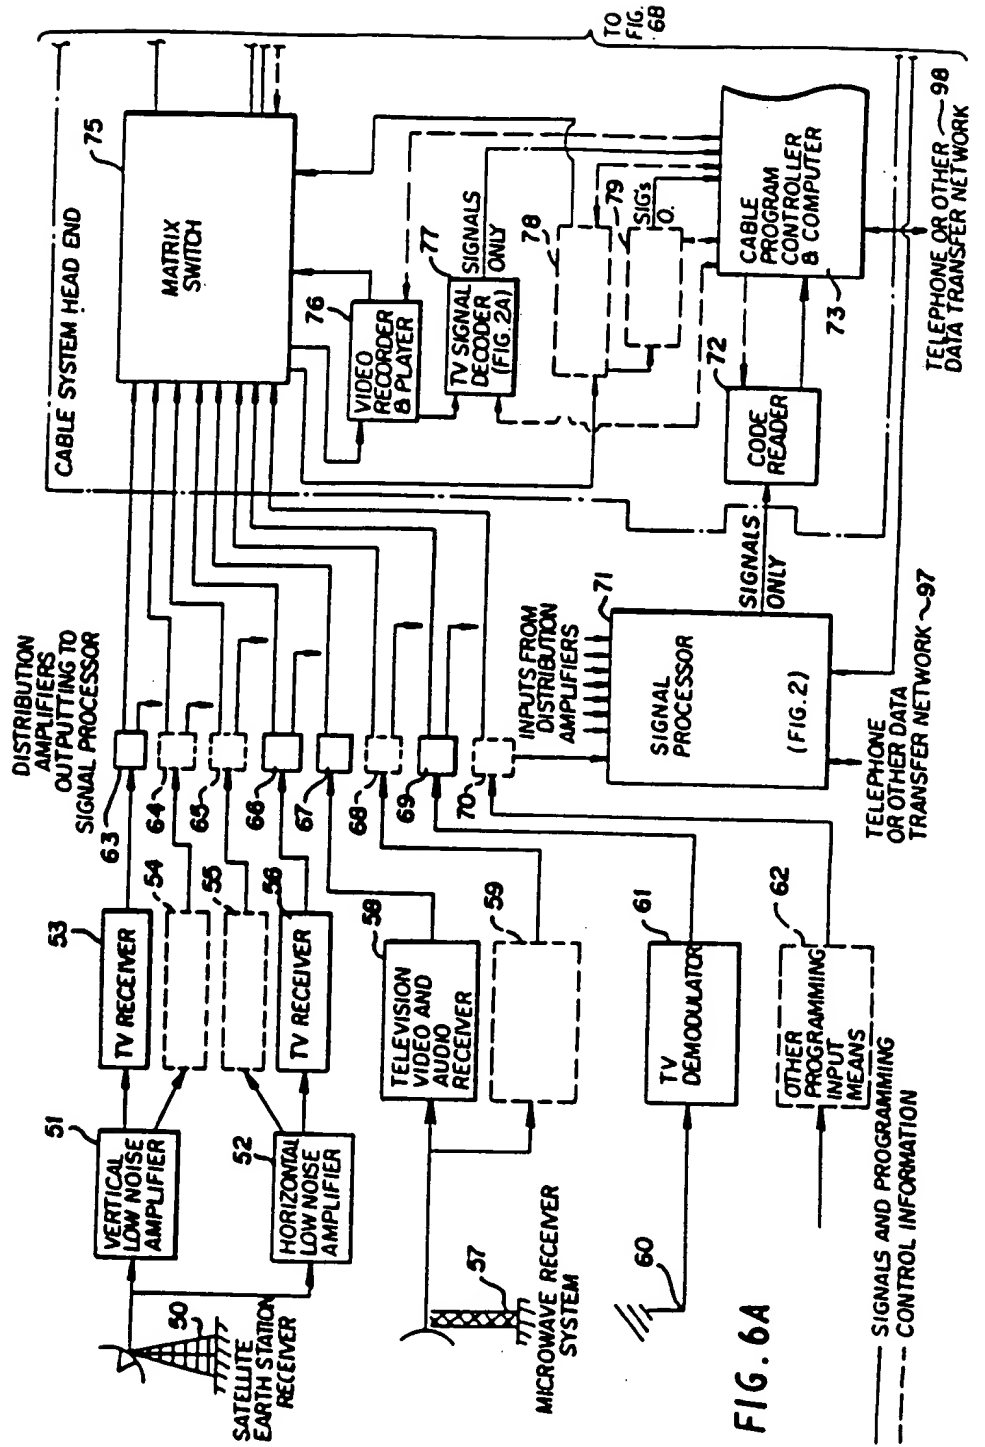 TO
FIG.
6B
CABLE SYSTEM HEAD END
75
MATRIX
SWITCH
76
VIDEO
RECORDER
& PLAYER
77
TV SIGNAL
DECODER
(FIG.2A)
SIGNALS
ONLY
78
79
SIG's
O.
CABLE
PROGRAM
CONTROLLER
& COMPUTER
73
72
CODE
READER
TELEPHONE OR OTHER 98
DATA TRANSFER NETWORK
DISTRIBUTION
AMPLIFIERS
OUTPUTTING TO
SIGNAL PROCESSOR
63
64
65
66
67
68
69
70
INPUTS FROM
DISTRIBUTION
AMPLIFIERS
71
SIGNAL
PROCESSOR
(FIG.2)
SIGNALS
ONLY
TELEPHONE
OR OTHER DATA
TRANSFER NETWORK 97
53
TV RECEIVER
54
55
56
TV RECEIVER
58
TELEVISION
VIDEO AND
AUDIO
RECEIVER
59
61
TV
DEMODULATOR
62
OTHER
PROGRAMMING
INPUT
MEANS
51
VERTICAL
LOW NOISE
AMPLIFIER
52
HORIZONTAL
LOW NOISE
AMPLIFIER
50
SATELLITE
EARTH STATION
RECEIVER
57
MICROWAVE RECEIVER
SYSTEM
60
FIG. 6A
SIGNALS AND PROGRAMMING
CONTROL INFORMATION